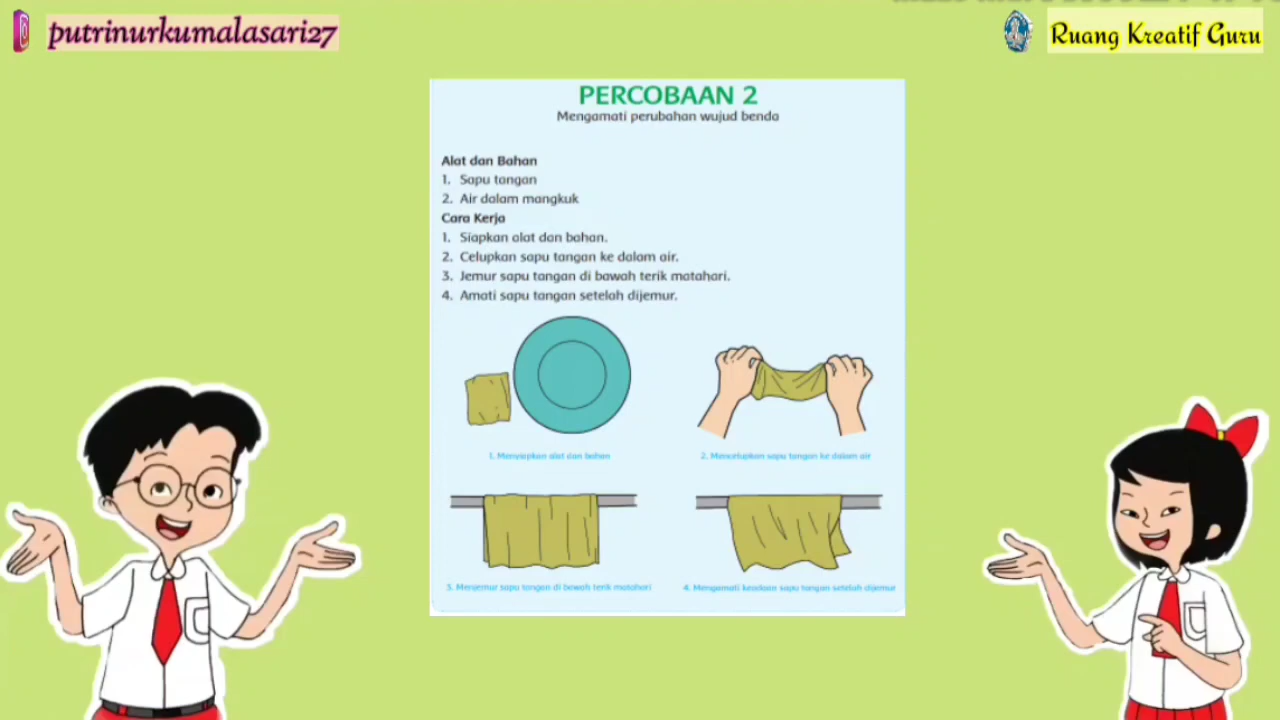 putrinurkumalasari27
Ruang Kreatif Guru
PERCOBAAN 2
Mengamati perubahan wujud benda
Alat dan Bahan
1. Sapu tangan
2. Air dalam mangkuk
Cara Kerja
1. Siapkan alat dan bahan.
2. Celupkan sapu tangan ke dalam air.
3. Jemur sapu tangan di bawah terik matahari.
4. Amati sapu tangan setelah dijemur.
1. Menyiapkan alat dan bahan
2. Mencelupkan sapu tangan ke dalam air
3. Menjemur sapu tangan di bawah terik matahari
4. Mengamati keadaan sapu tangan setelah dijemur